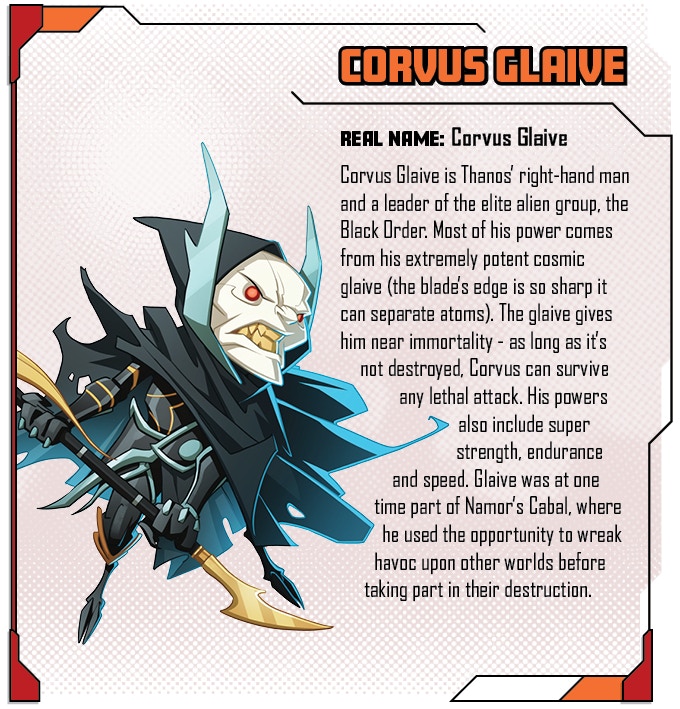 CORVUS GLAIVE
REAL NAME: Corvus Glaive
Corvus Glaive is Thanos’ right-hand man
and a leader of the elite alien group, the
Black Order. Most of his power comes
from his extremely potent cosmic
glaive (the blade’s edge is so sharp it
can separate atoms). The glaive gives
him near immortality - as long as it’s
not destroyed, Corvus can survive
any lethal attack. His powers
also include super
strength, endurance
and speed. Glaive was at one
time part of Namor’s Cabal, where
he used the opportunity to wreak
havoc upon other worlds before
taking part in their destruction.